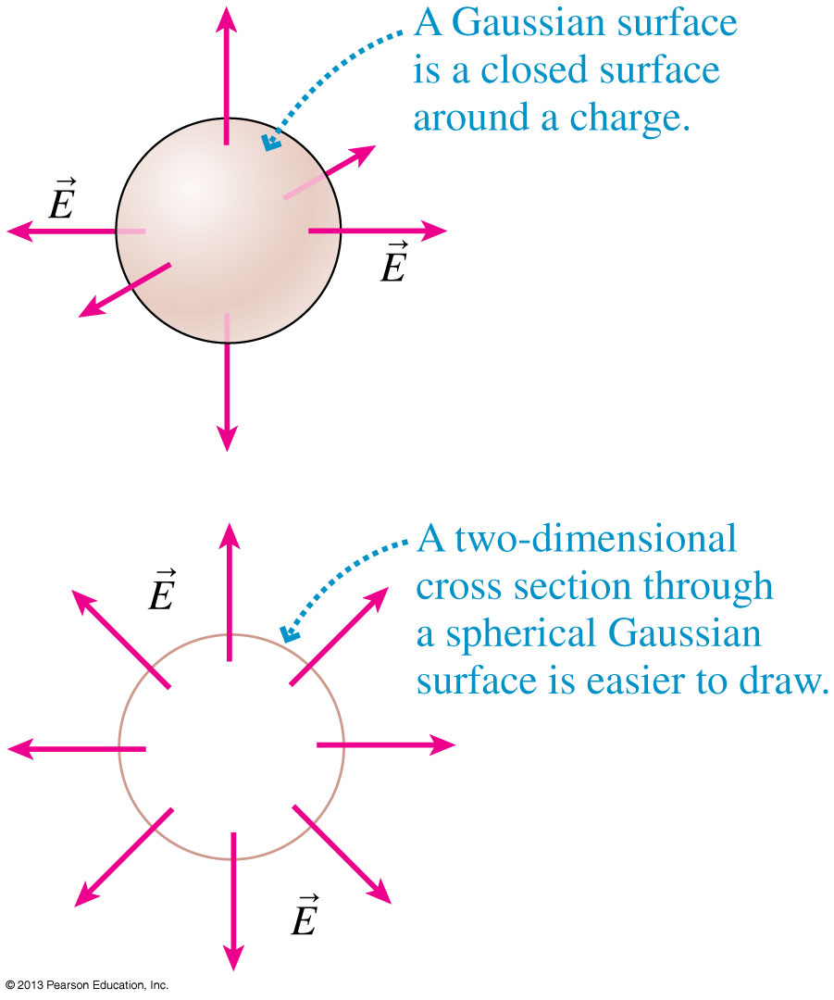 A Gaussian surface
is a closed surface
around a charge.
E⃗
E⃗
A two-dimensional
cross section through
a spherical Gaussian
surface is easier to draw.
E⃗
E⃗
© 2013 Pearson Education, Inc.